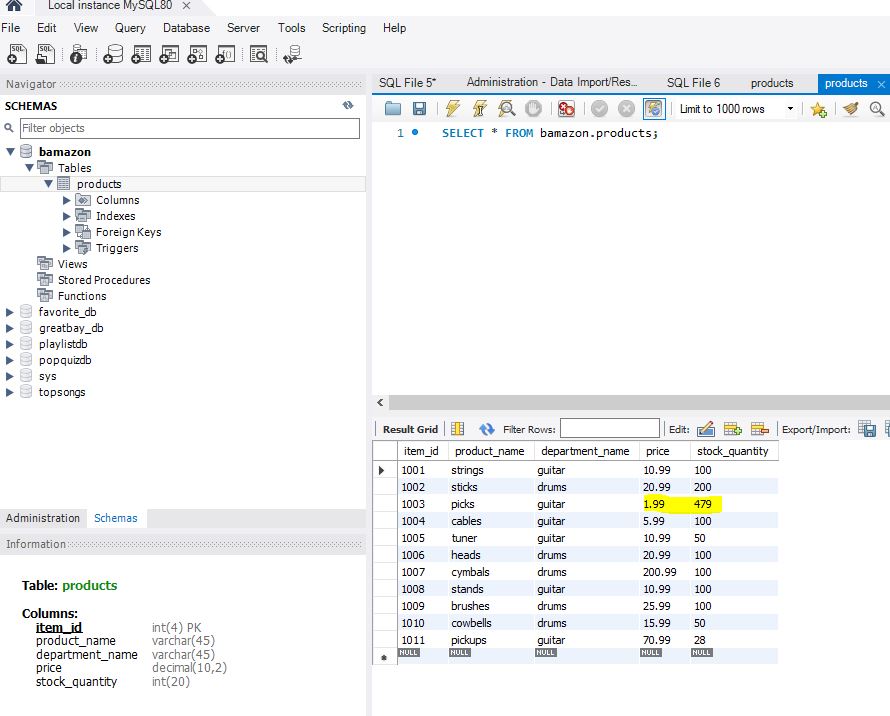 Local instance MySQL80 ×
File Edit View Query Database Server Tools Scripting Help
Navigator
SCHEMAS
Filter objects
bamazon
Tables
products
Columns
Indexes
Foreign Keys
Triggers
Views
Stored Procedures
Functions
favorite_db
greatbay_db
playlistdb
popquizdb
sys
topsongs
Administration Schemas
Information
Table: products
Columns:
item_id int(4) PK
product_name varchar(45)
department_name varchar(45)
price decimal(10,2)
stock_quantity int(20)
SQL File 5* Administration - Data Import/Res... SQL File 6 products products ×
Limit to 1000 rows
1 SELECT * FROM bamazon.products;
Result Grid Filter Rows: Edit: Export/Import:
item_id product_name department_name price stock_quantity
1001 strings guitar 10.99 100
1002 sticks drums 20.99 200
1003 picks guitar 1.99 479
1004 cables guitar 5.99 100
1005 tuner guitar 10.99 50
1006 heads drums 20.99 100
1007 cymbals drums 200.99 100
1008 stands guitar 10.99 100
1009 brushes drums 25.99 100
1010 cowbells drums 15.99 50
1011 pickups guitar 70.99 28
NULL NULL NULL NULL NULL